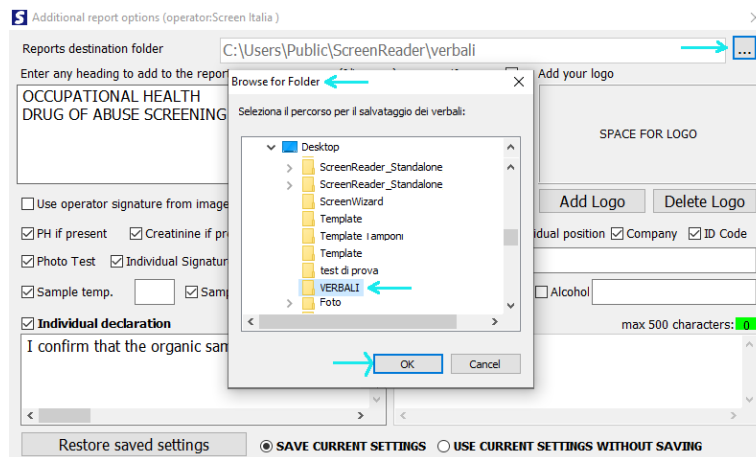 S Additional report options (operator:Screen Italia )
Reports destination folder C:\Users\Public\ScreenReader\verbali ...
Enter any heading to add to the repor
Add your logo
OCCUPATIONAL HEALTH
DRUG OF ABUSE SCREENING
SPACE FOR LOGO
Browse for Folder
Seleziona il percorso per il salvataggio dei verbali:
Desktop
ScreenReader_Standalone
ScreenReader_Standalone
ScreenWizard
Template
Template Tamponi
Template
test di prova
VERBALI
Foto
OK Cancel
Use operator signature from image
Add Logo Delete Logo
PH if present Creatinine if pr
dual position Company ID Code
Photo Test Individual Signatur
Sample temp. Samp
Alcohol
Individual declaration
max 500 characters: 0
I confirm that the organic sam
Restore saved settings SAVE CURRENT SETTINGS USE CURRENT SETTINGS WITHOUT SAVING